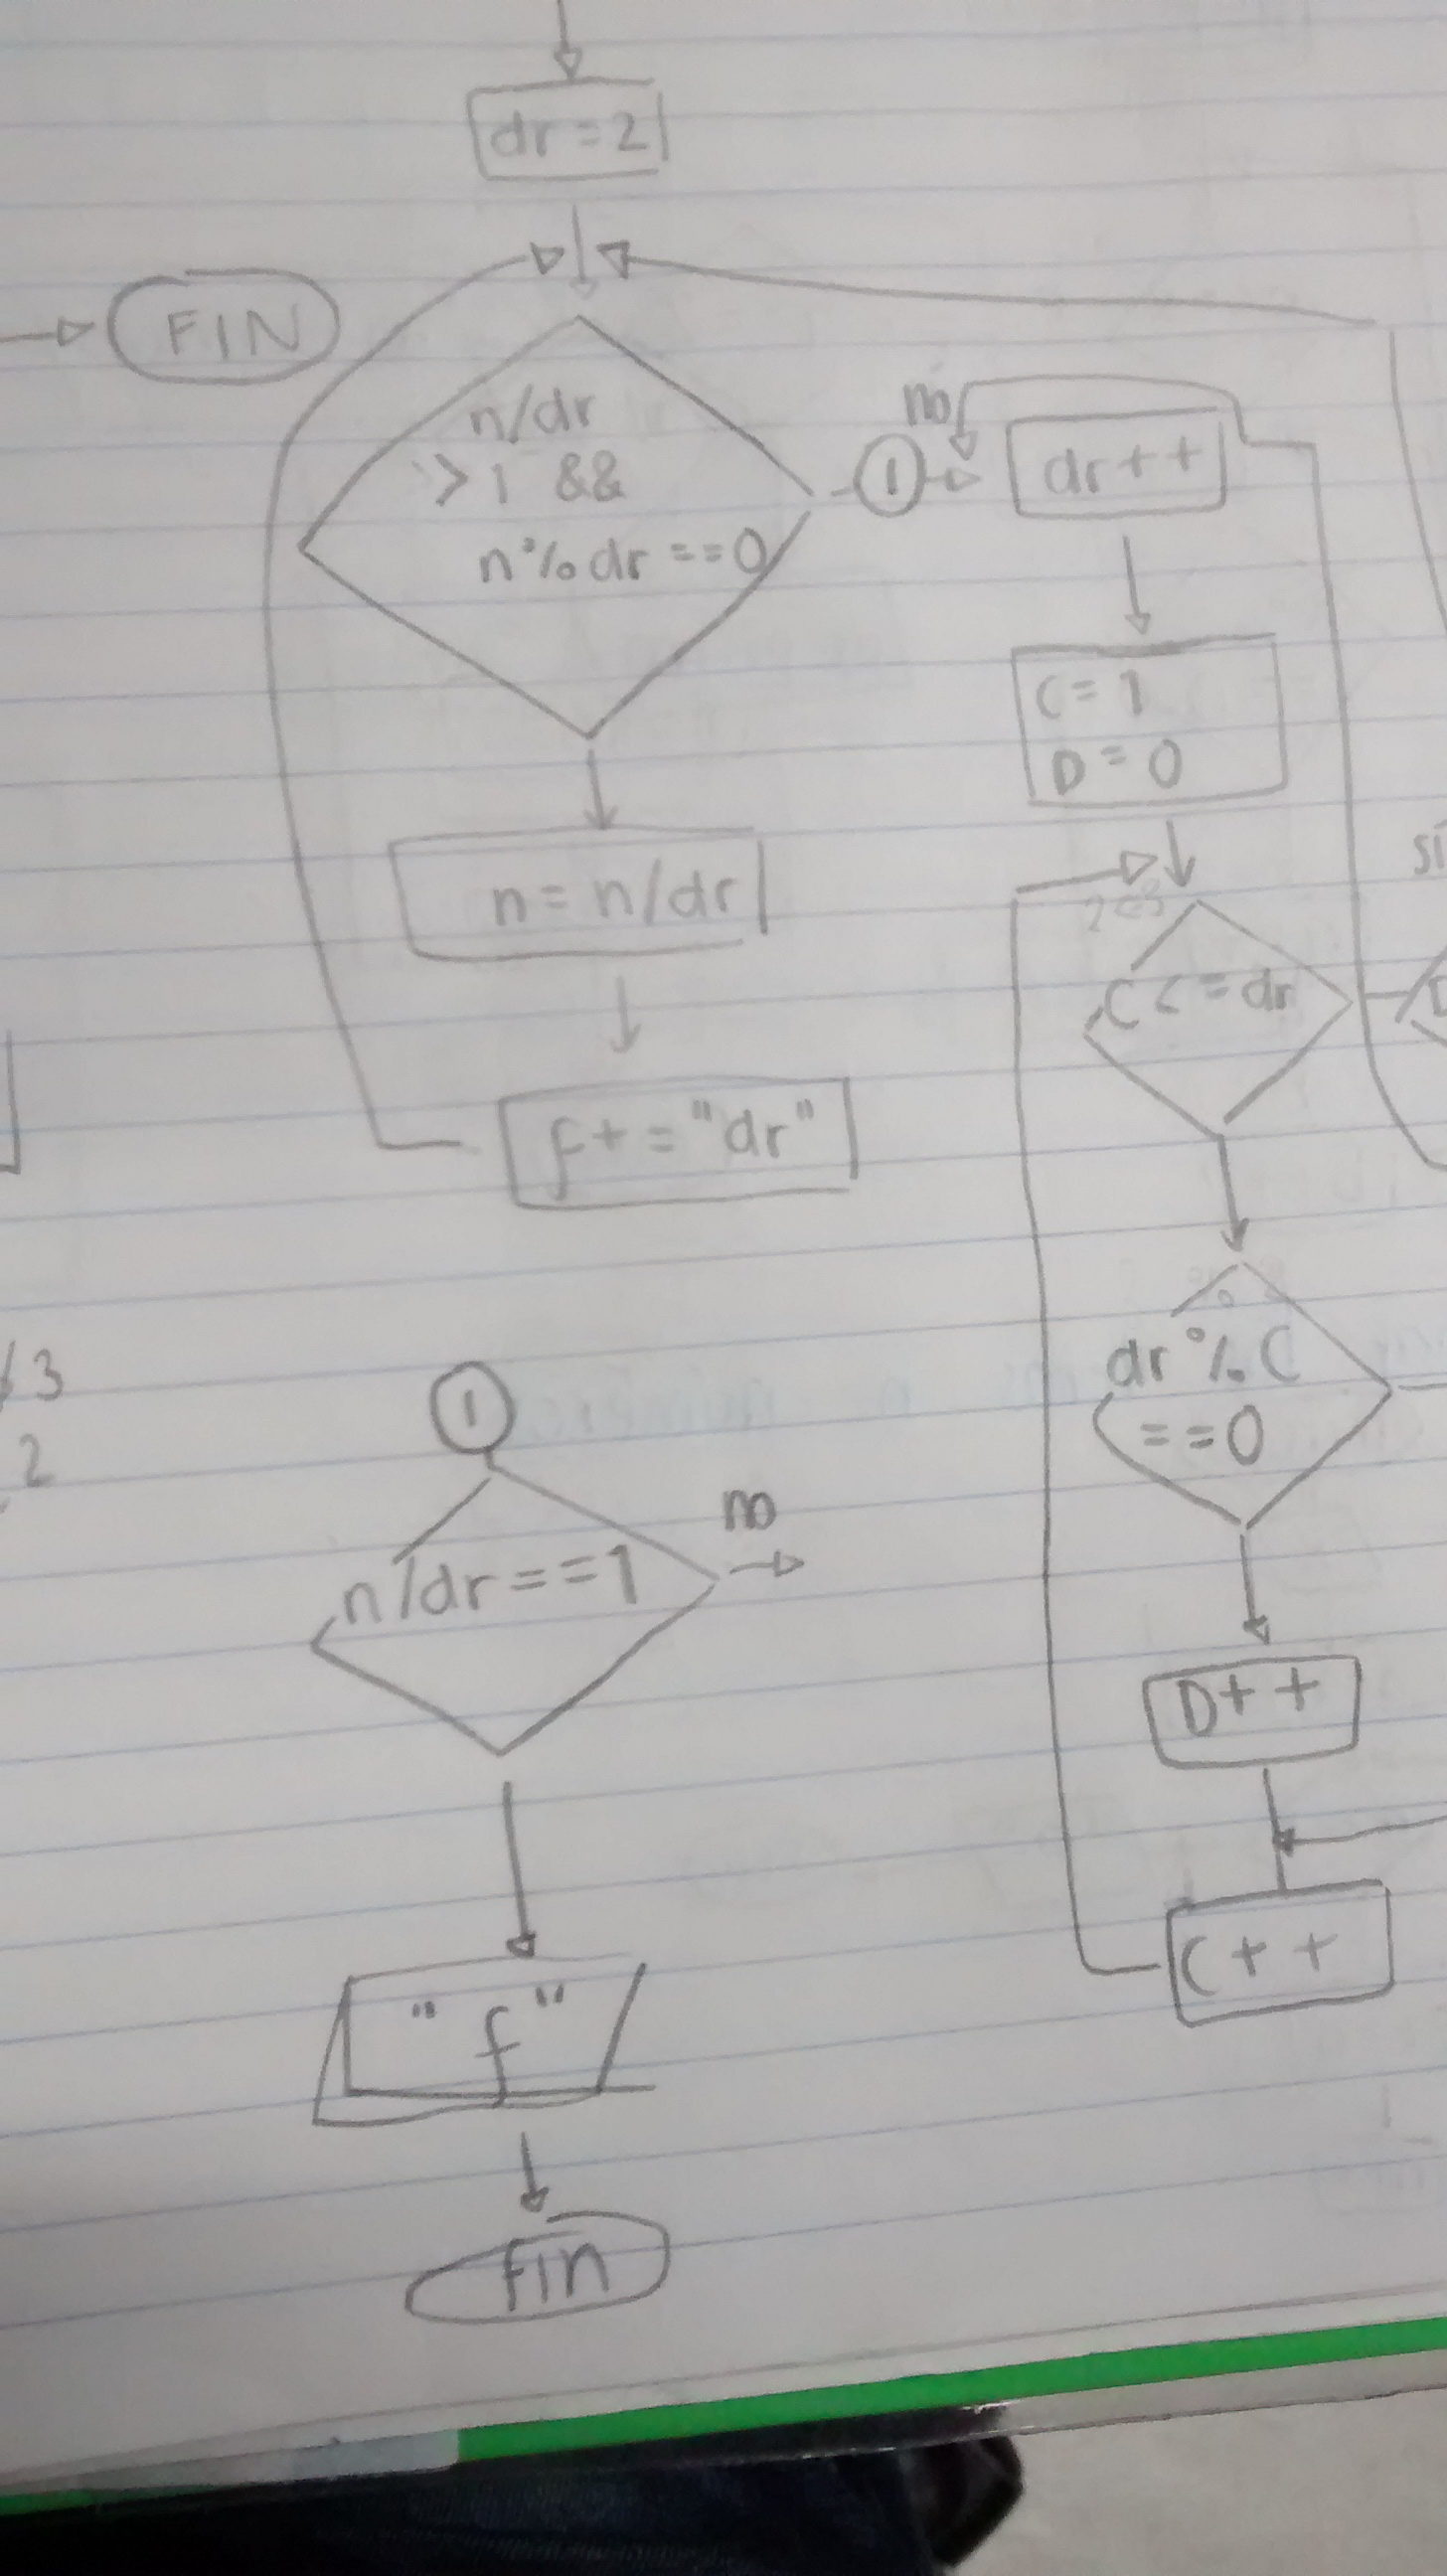 dr = 2
FIN
n/dr
> 1 &&
n % dr == 0
1
no
dr++
C = 1
D = 0
n = n/dr
si
C <= dr
f+ = "dr"
dr % C
== 0
3
2
1
n/dr == 1
no
D++
C++
"f"
fin